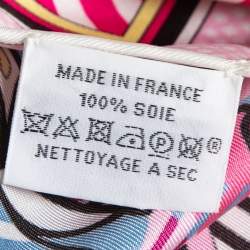 MADE IN FRANCE
100% SOIE
®
NETTOYAGE A SEC